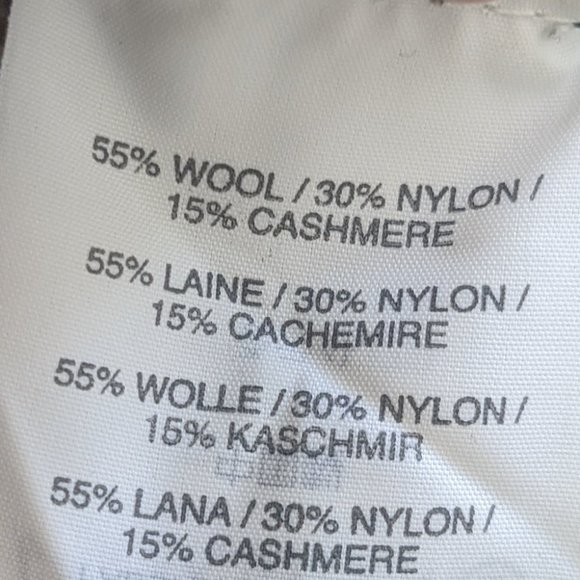 55% WOOL / 30% NYLON /
15% CASHMERE
55% LAINE / 30% NYLON /
15% CACHEMIRE
55% WOLLE / 30% NYLON /
15% KASCHMIR
55% LANA / 30% NYLON /
15% CASHMERE